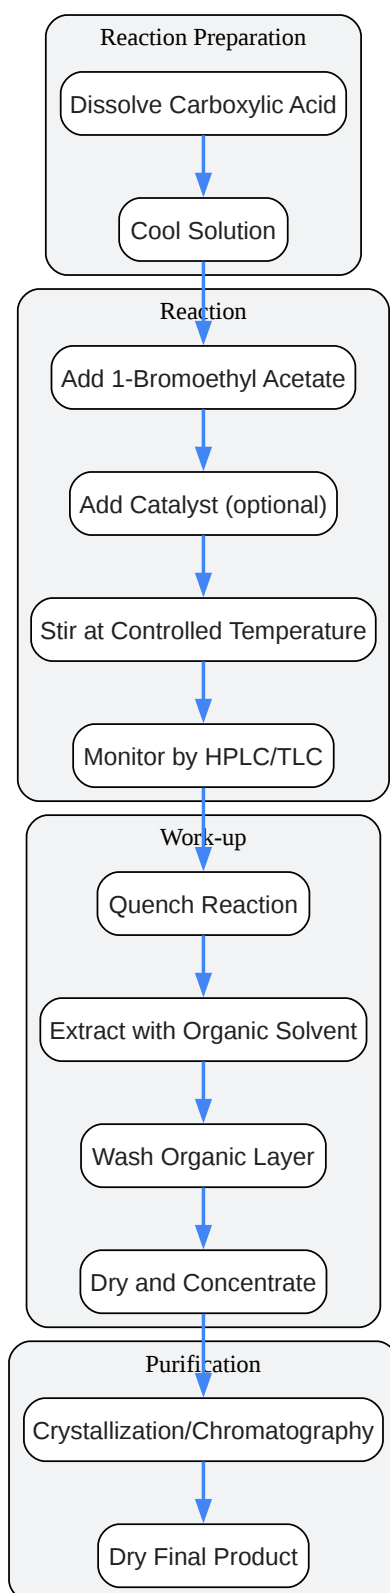 Reaction Preparation
Dissolve Carboxylic Acid
Cool Solution
Reaction
Add 1-Bromoethyl Acetate
Add Catalyst (optional)
Stir at Controlled Temperature
Monitor by HPLC/TLC
Work-up
Quench Reaction
Extract with Organic Solvent
Wash Organic Layer
Dry and Concentrate
Purification
Crystallization/Chromatography
Dry Final Product